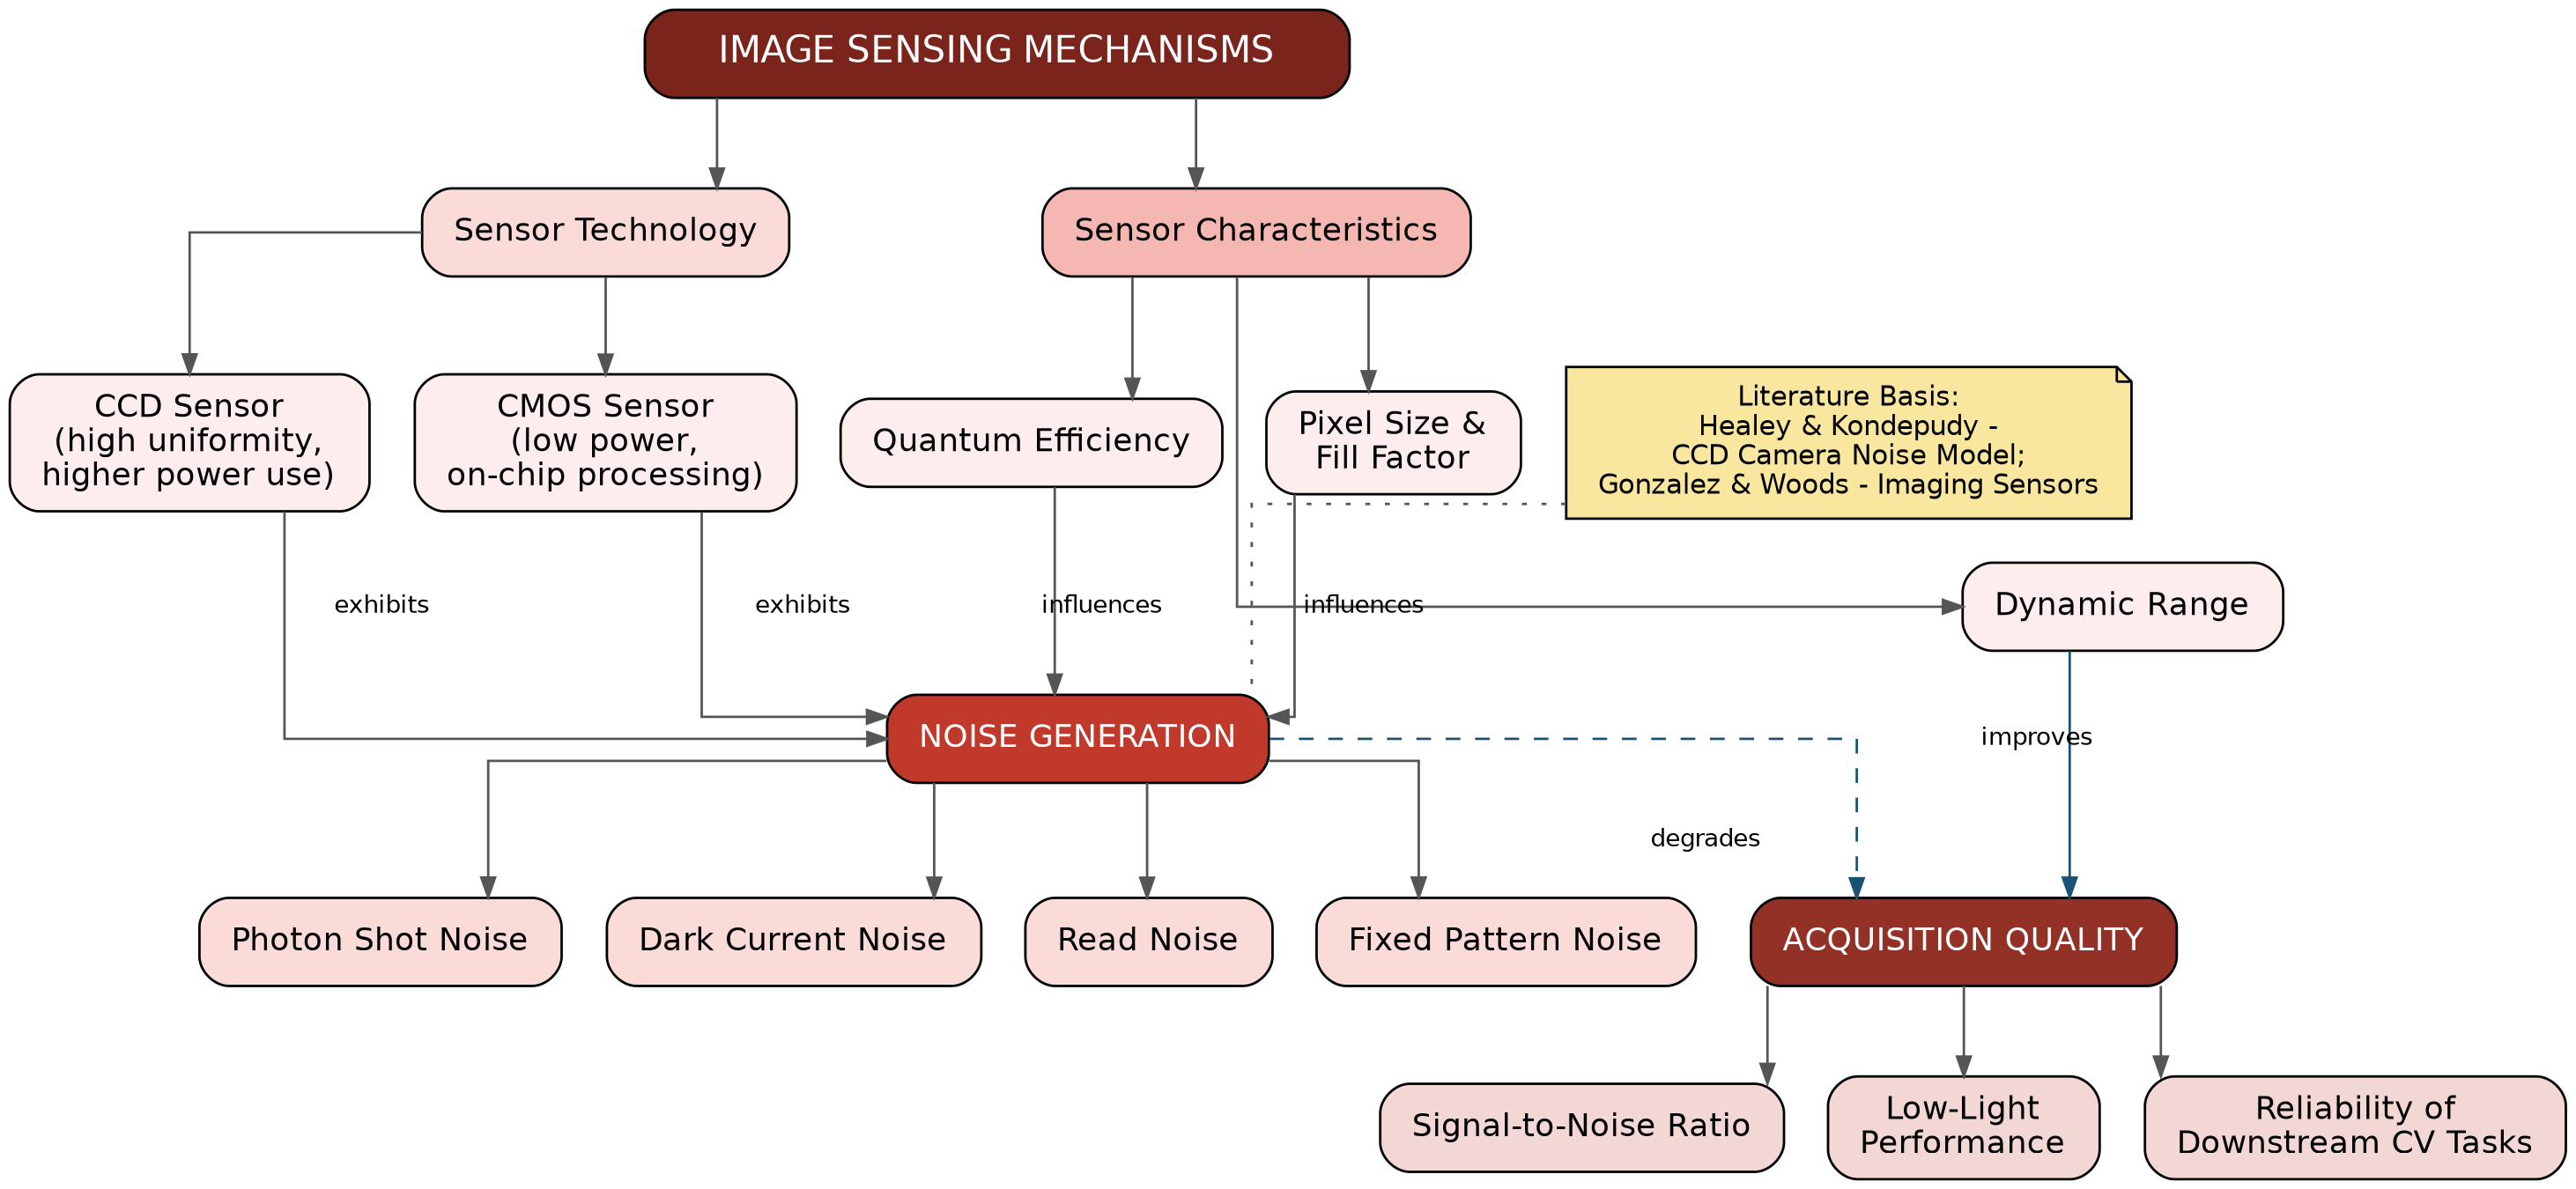 IMAGE SENSING MECHANISMS
Sensor Technology
Sensor Characteristics
CCD Sensor
(high uniformity,
higher power use)
CMOS Sensor
(low power,
on-chip processing)
Quantum Efficiency
Pixel Size &
Fill Factor
Literature Basis:
Healey & Kondepudy -
CCD Camera Noise Model;
Gonzalez & Woods - Imaging Sensors
exhibits
exhibits
influences
influences
Dynamic Range
NOISE GENERATION
improves
degrades
Photon Shot Noise
Dark Current Noise
Read Noise
Fixed Pattern Noise
ACQUISITION QUALITY
Signal-to-Noise Ratio
Low-Light
Performance
Reliability of
Downstream CV Tasks